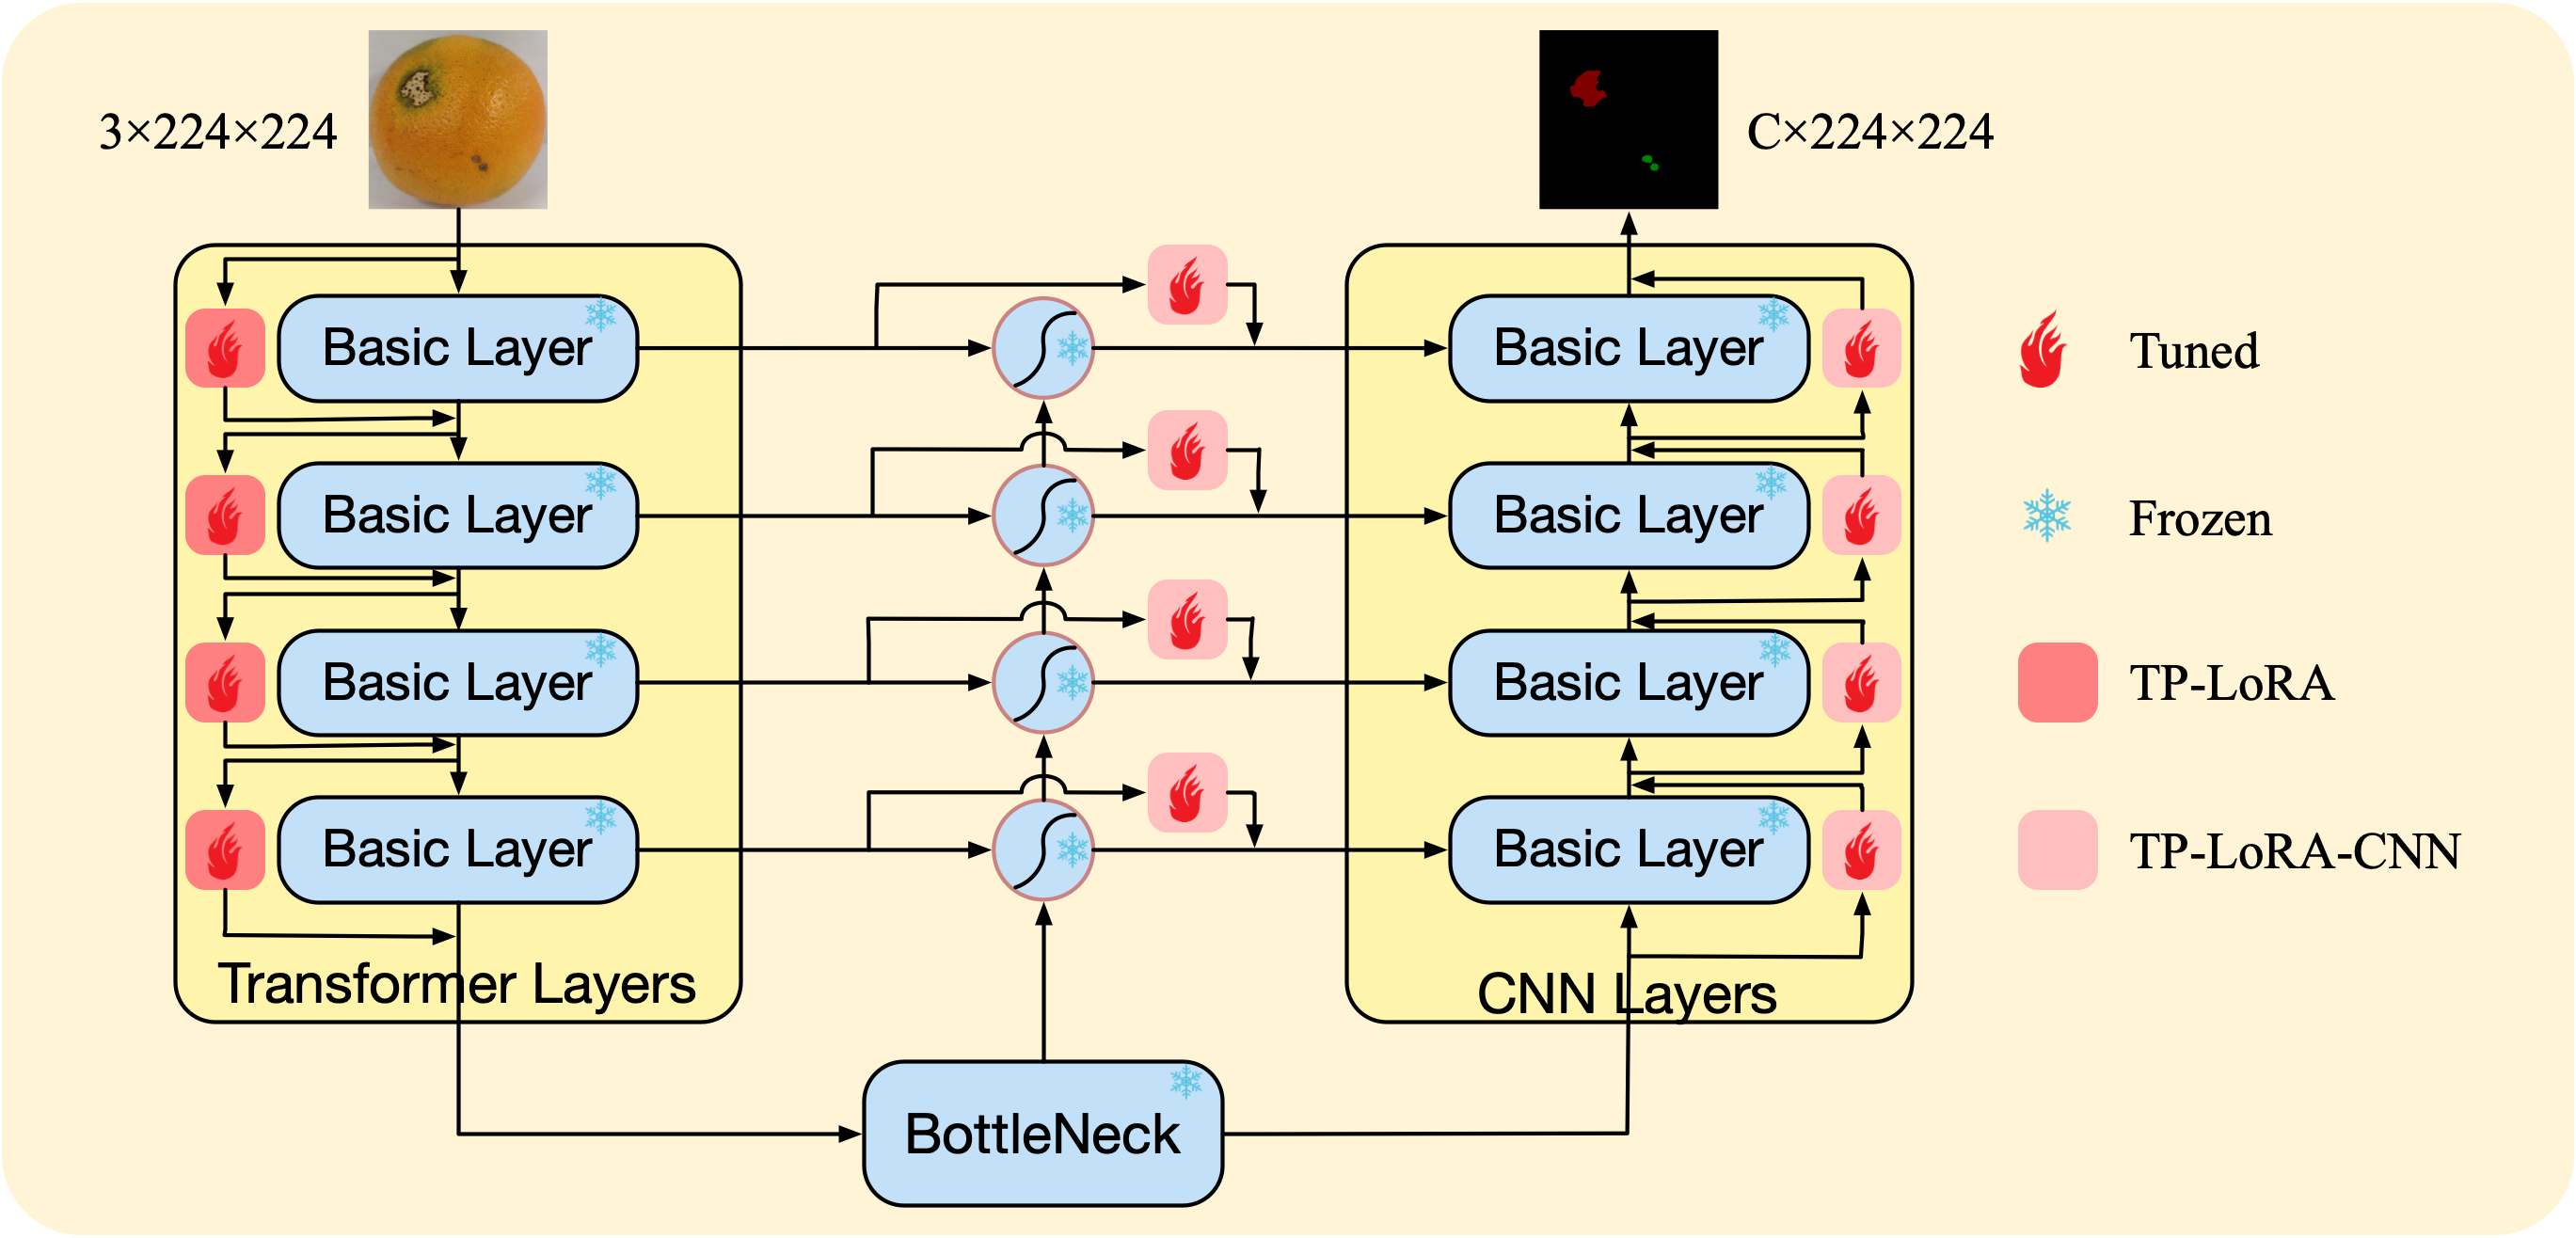 3×224×224
C×224×224
Basic Layer
Basic Layer
Basic Layer
Basic Layer
Transformer Layers
Basic Layer
Basic Layer
Basic Layer
Basic Layer
CNN Layers
BottleNeck
Tuned
Frozen
TP-LoRA
TP-LoRA-CNN